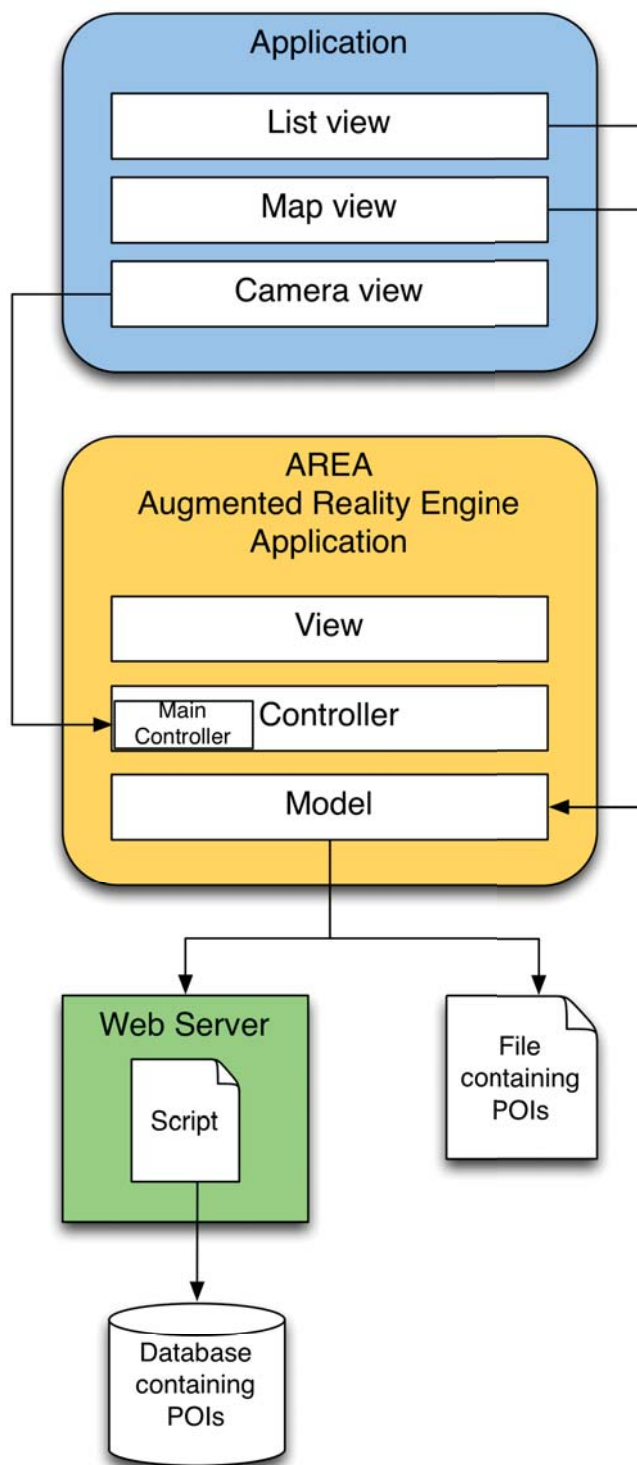 Application
List view
Map view
Camera view
AREA
Augmented Reality Engine
Application
View
Main
Controller
Controller
Model
Web Server
Script
File
containing
POIs
Database
containing
POIs